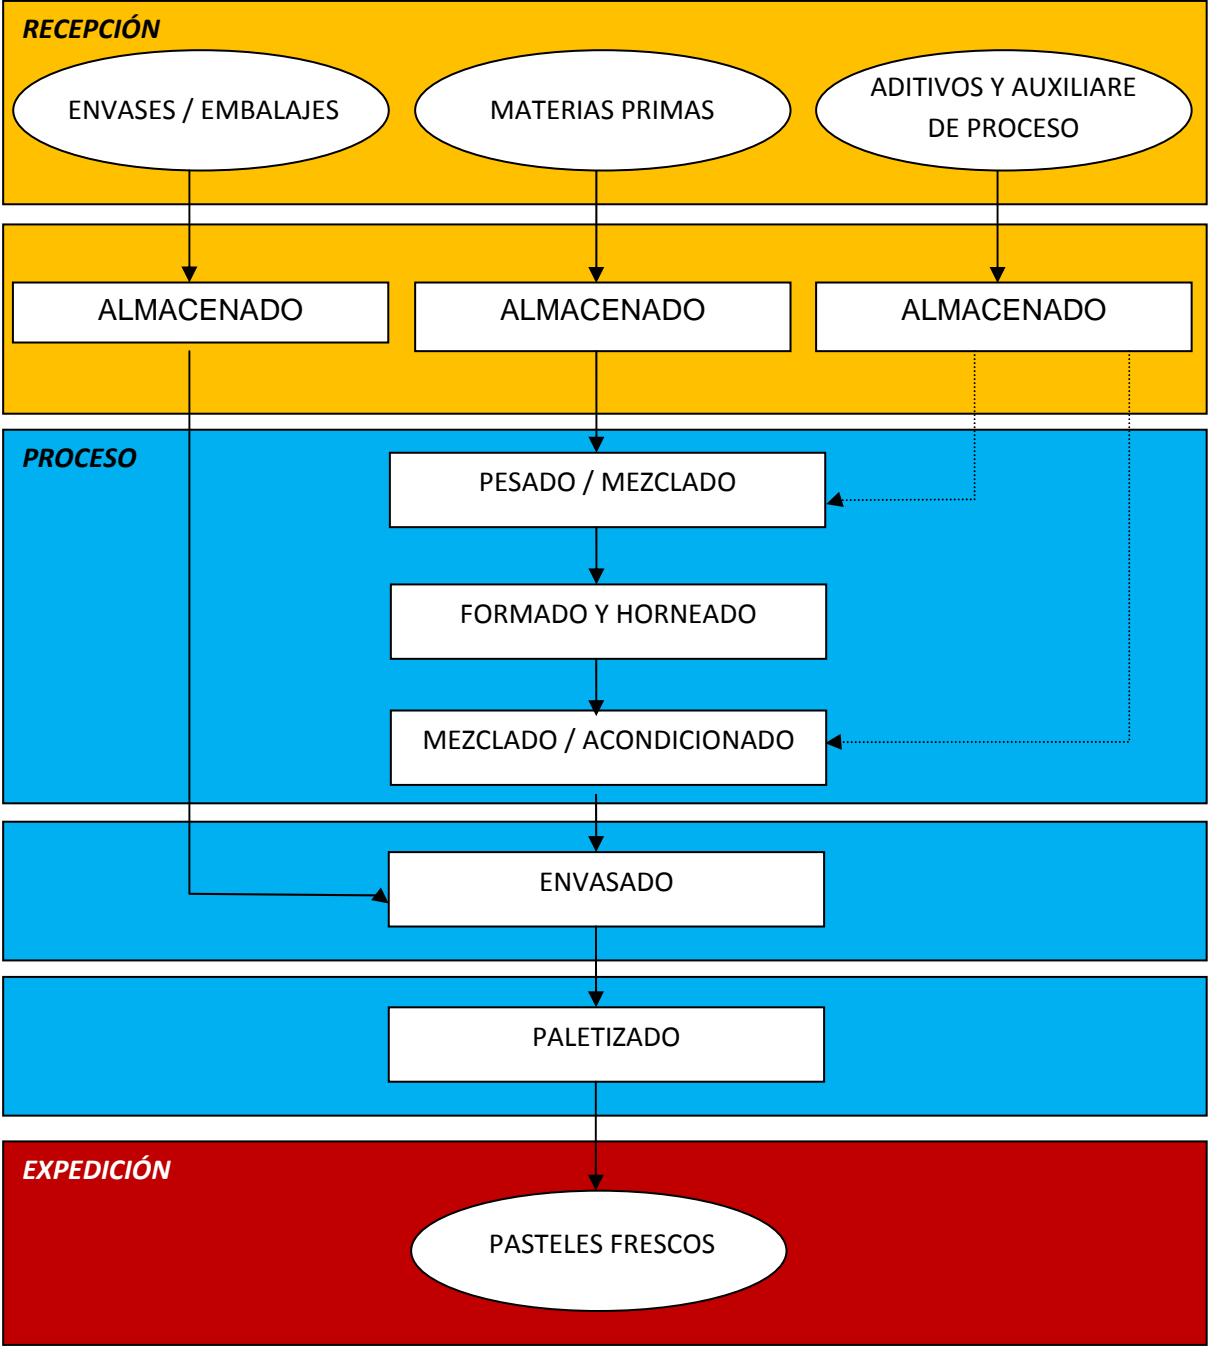 RECEPCIÓN
ENVASES / EMBALAJES
MATERIAS PRIMAS
ADITIVOS Y AUXILIARE
DE PROCESO
ALMACENADO
ALMACENADO
ALMACENADO
PROCESO
PESADO / MEZCLADO
FORMADO Y HORNEADO
MEZCLADO / ACONDICIONADO
ENVASADO
PALETIZADO
EXPEDICIÓN
PASTELES FRESCOS